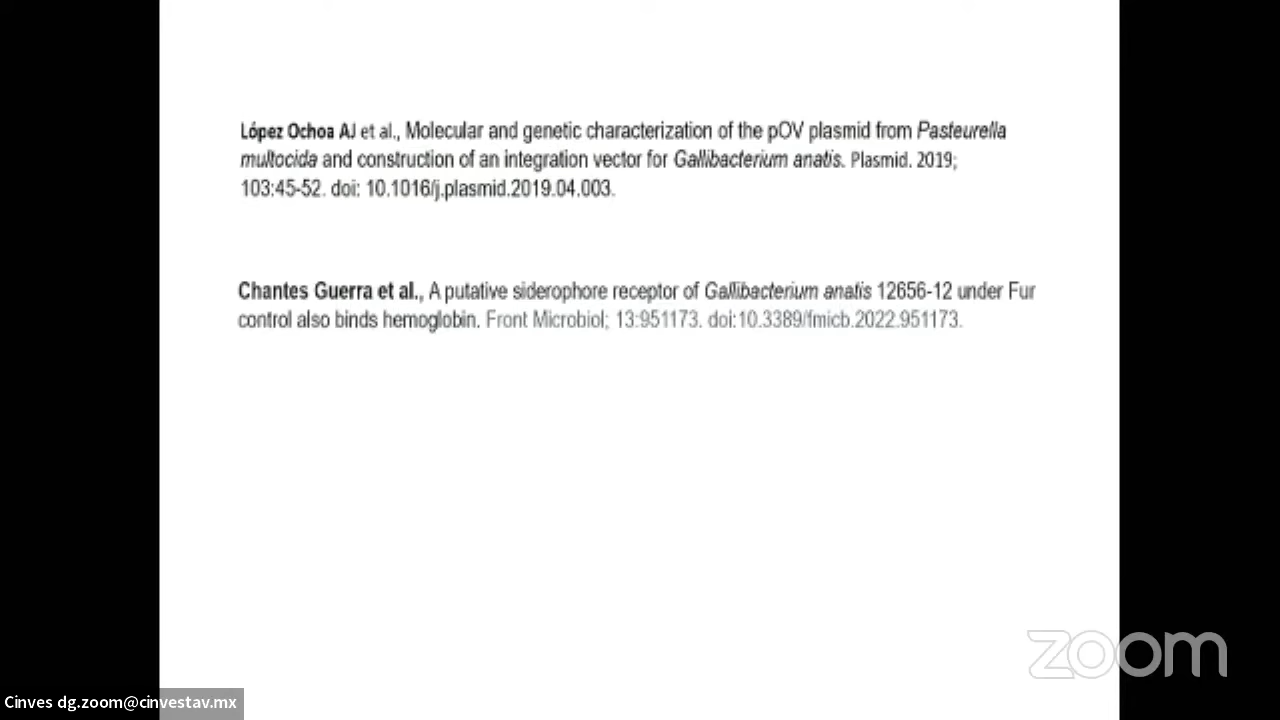 López Ochoa AJ et al., Molecular and genetic characterization of the pOV plasmid from Pasteurella
multocida and construction of an integration vector for Gallibacterium anatis. Plasmid. 2019;
103:45-52. doi: 10.1016/j.plasmid.2019.04.003.
Chantes Guerra et al., A putative siderophore receptor of Gallibacterium anatis 12656-12 under Fur
control also binds hemoglobin. Front Microbiol; 13:951173. doi:10.3389/fmicb.2022.951173.
zoom
Cinves dg.zoom@cinvestav.mx